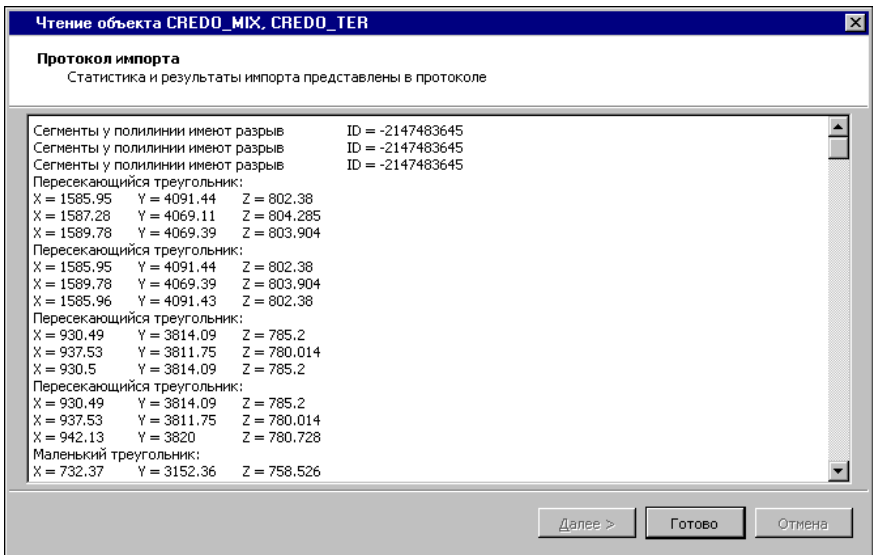 Чтение объекта CREDO_MIX, CREDO_TER
Протокол импорта
Статистика и результаты импорта представлены в протоколе
Сегменты у полилинии имеют разрыв ID = -2147483645
Сегменты у полилинии имеют разрыв ID = -2147483645
Сегменты у полилинии имеют разрыв ID = -2147483645
Пересекающийся треугольник:
X = 1585.95 Y = 4091.44 Z = 802.38
X = 1587.28 Y = 4069.11 Z = 804.285
X = 1589.78 Y = 4069.39 Z = 803.904
Пересекающийся треугольник:
X = 1585.95 Y = 4091.44 Z = 802.38
X = 1589.78 Y = 4069.39 Z = 803.904
X = 1585.96 Y = 4091.43 Z = 802.38
Пересекающийся треугольник:
X = 930.49 Y = 3814.09 Z = 785.2
X = 937.53 Y = 3811.75 Z = 780.014
X = 930.5 Y = 3814.09 Z = 785.2
Пересекающийся треугольник:
X = 930.49 Y = 3814.09 Z = 785.2
X = 937.53 Y = 3811.75 Z = 780.014
X = 942.13 Y = 3820 Z = 780.728
Маленький треугольник:
X = 732.37 Y = 3152.36 Z = 758.526
Далее > Готово Отмена